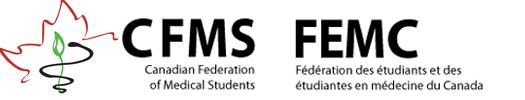 CFMS
Canadian Federation
of Medical Students
FEMC
Fédération des étudiants et des
étudiantes en médecine du Canada